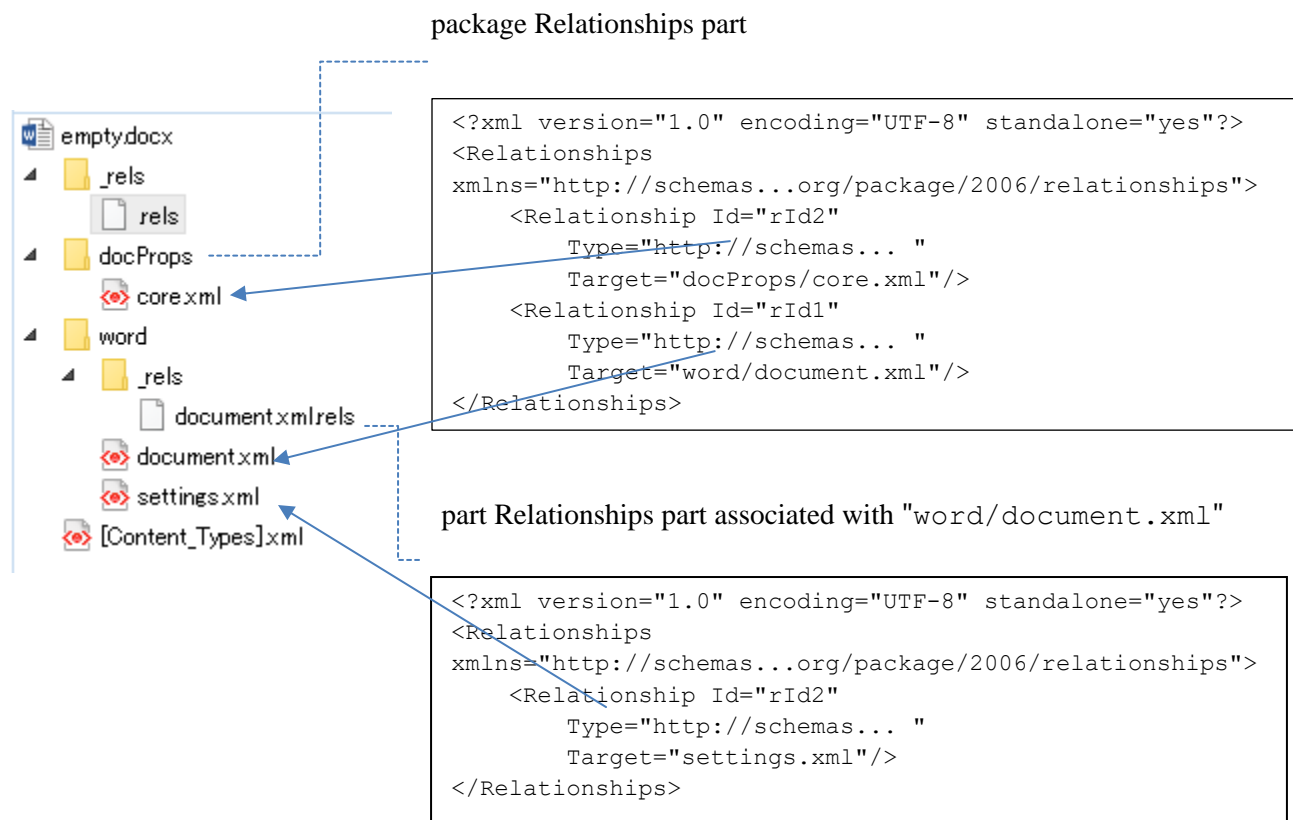 package Relationships part
empty.docx
_rels
.rels
docProps
core.xml
word
_rels
document.xml.rels
document.xml
settings.xml
[Content_Types].xml
<?xml version="1.0" encoding="UTF-8" standalone="yes"?>
<Relationships
xmlns="http://schemas...org/package/2006/relationships">
    <Relationship Id="rId2"
        Type="http://schemas... "
        Target="docProps/core.xml"/>
    <Relationship Id="rId1"
        Type="http://schemas... "
        Target="word/document.xml"/>
</Relationships>
part Relationships part associated with "word/document.xml"
<?xml version="1.0" encoding="UTF-8" standalone="yes"?>
<Relationships
xmlns="http://schemas...org/package/2006/relationships">
    <Relationship Id="rId2"
        Type="http://schemas... "
        Target="settings.xml"/>
</Relationships>